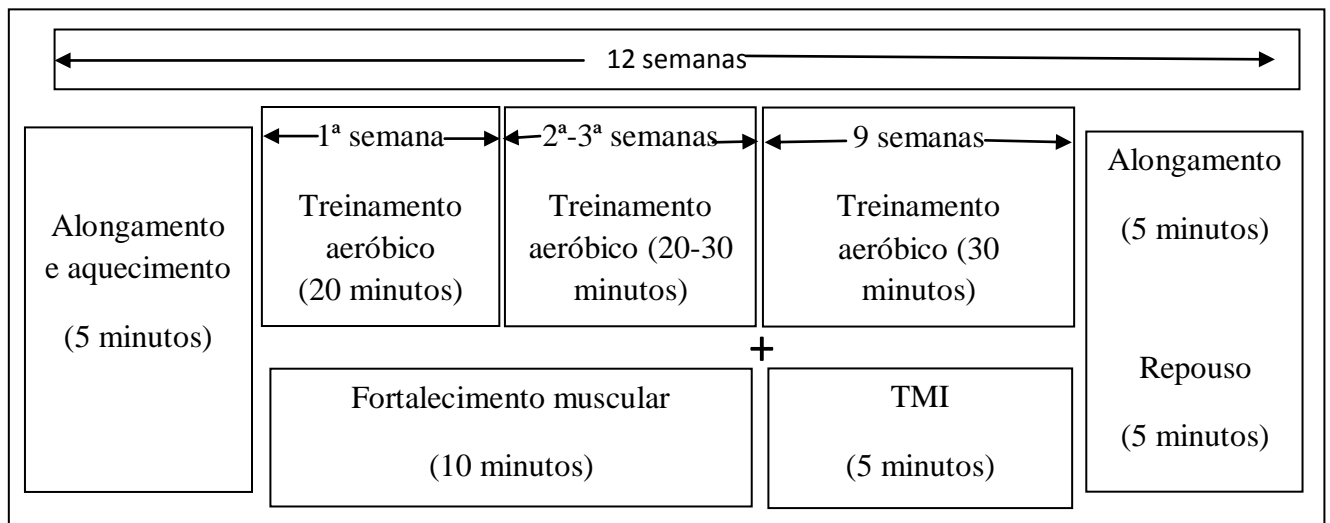 12 semanas
Alongamento
e aquecimento
(5 minutos)
1ª semana
Treinamento
aeróbico
(20 minutos)
2ª-3ª semanas
Treinamento
aeróbico (20-30
minutos)
9 semanas
Treinamento
aeróbico (30
minutos)
+
Fortalecimento muscular
(10 minutos)
TMI
(5 minutos)
Alongamento
(5 minutos)
Repouso
(5 minutos)